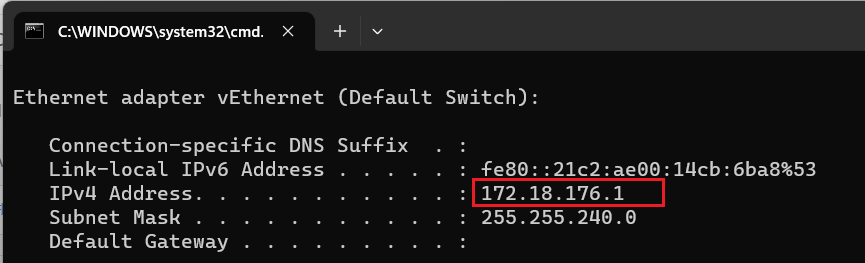 C:\WINDOWS\system32\cmd.
Ethernet adapter vEthernet (Default Switch):
Connection-specific DNS Suffix  . :
Link-local IPv6 Address . . . . . : fe80::21c2:ae00:14cb:6ba8%53
IPv4 Address. . . . . . . . . . . : 172.18.176.1
Subnet Mask . . . . . . . . . . . : 255.255.240.0
Default Gateway . . . . . . . . . :